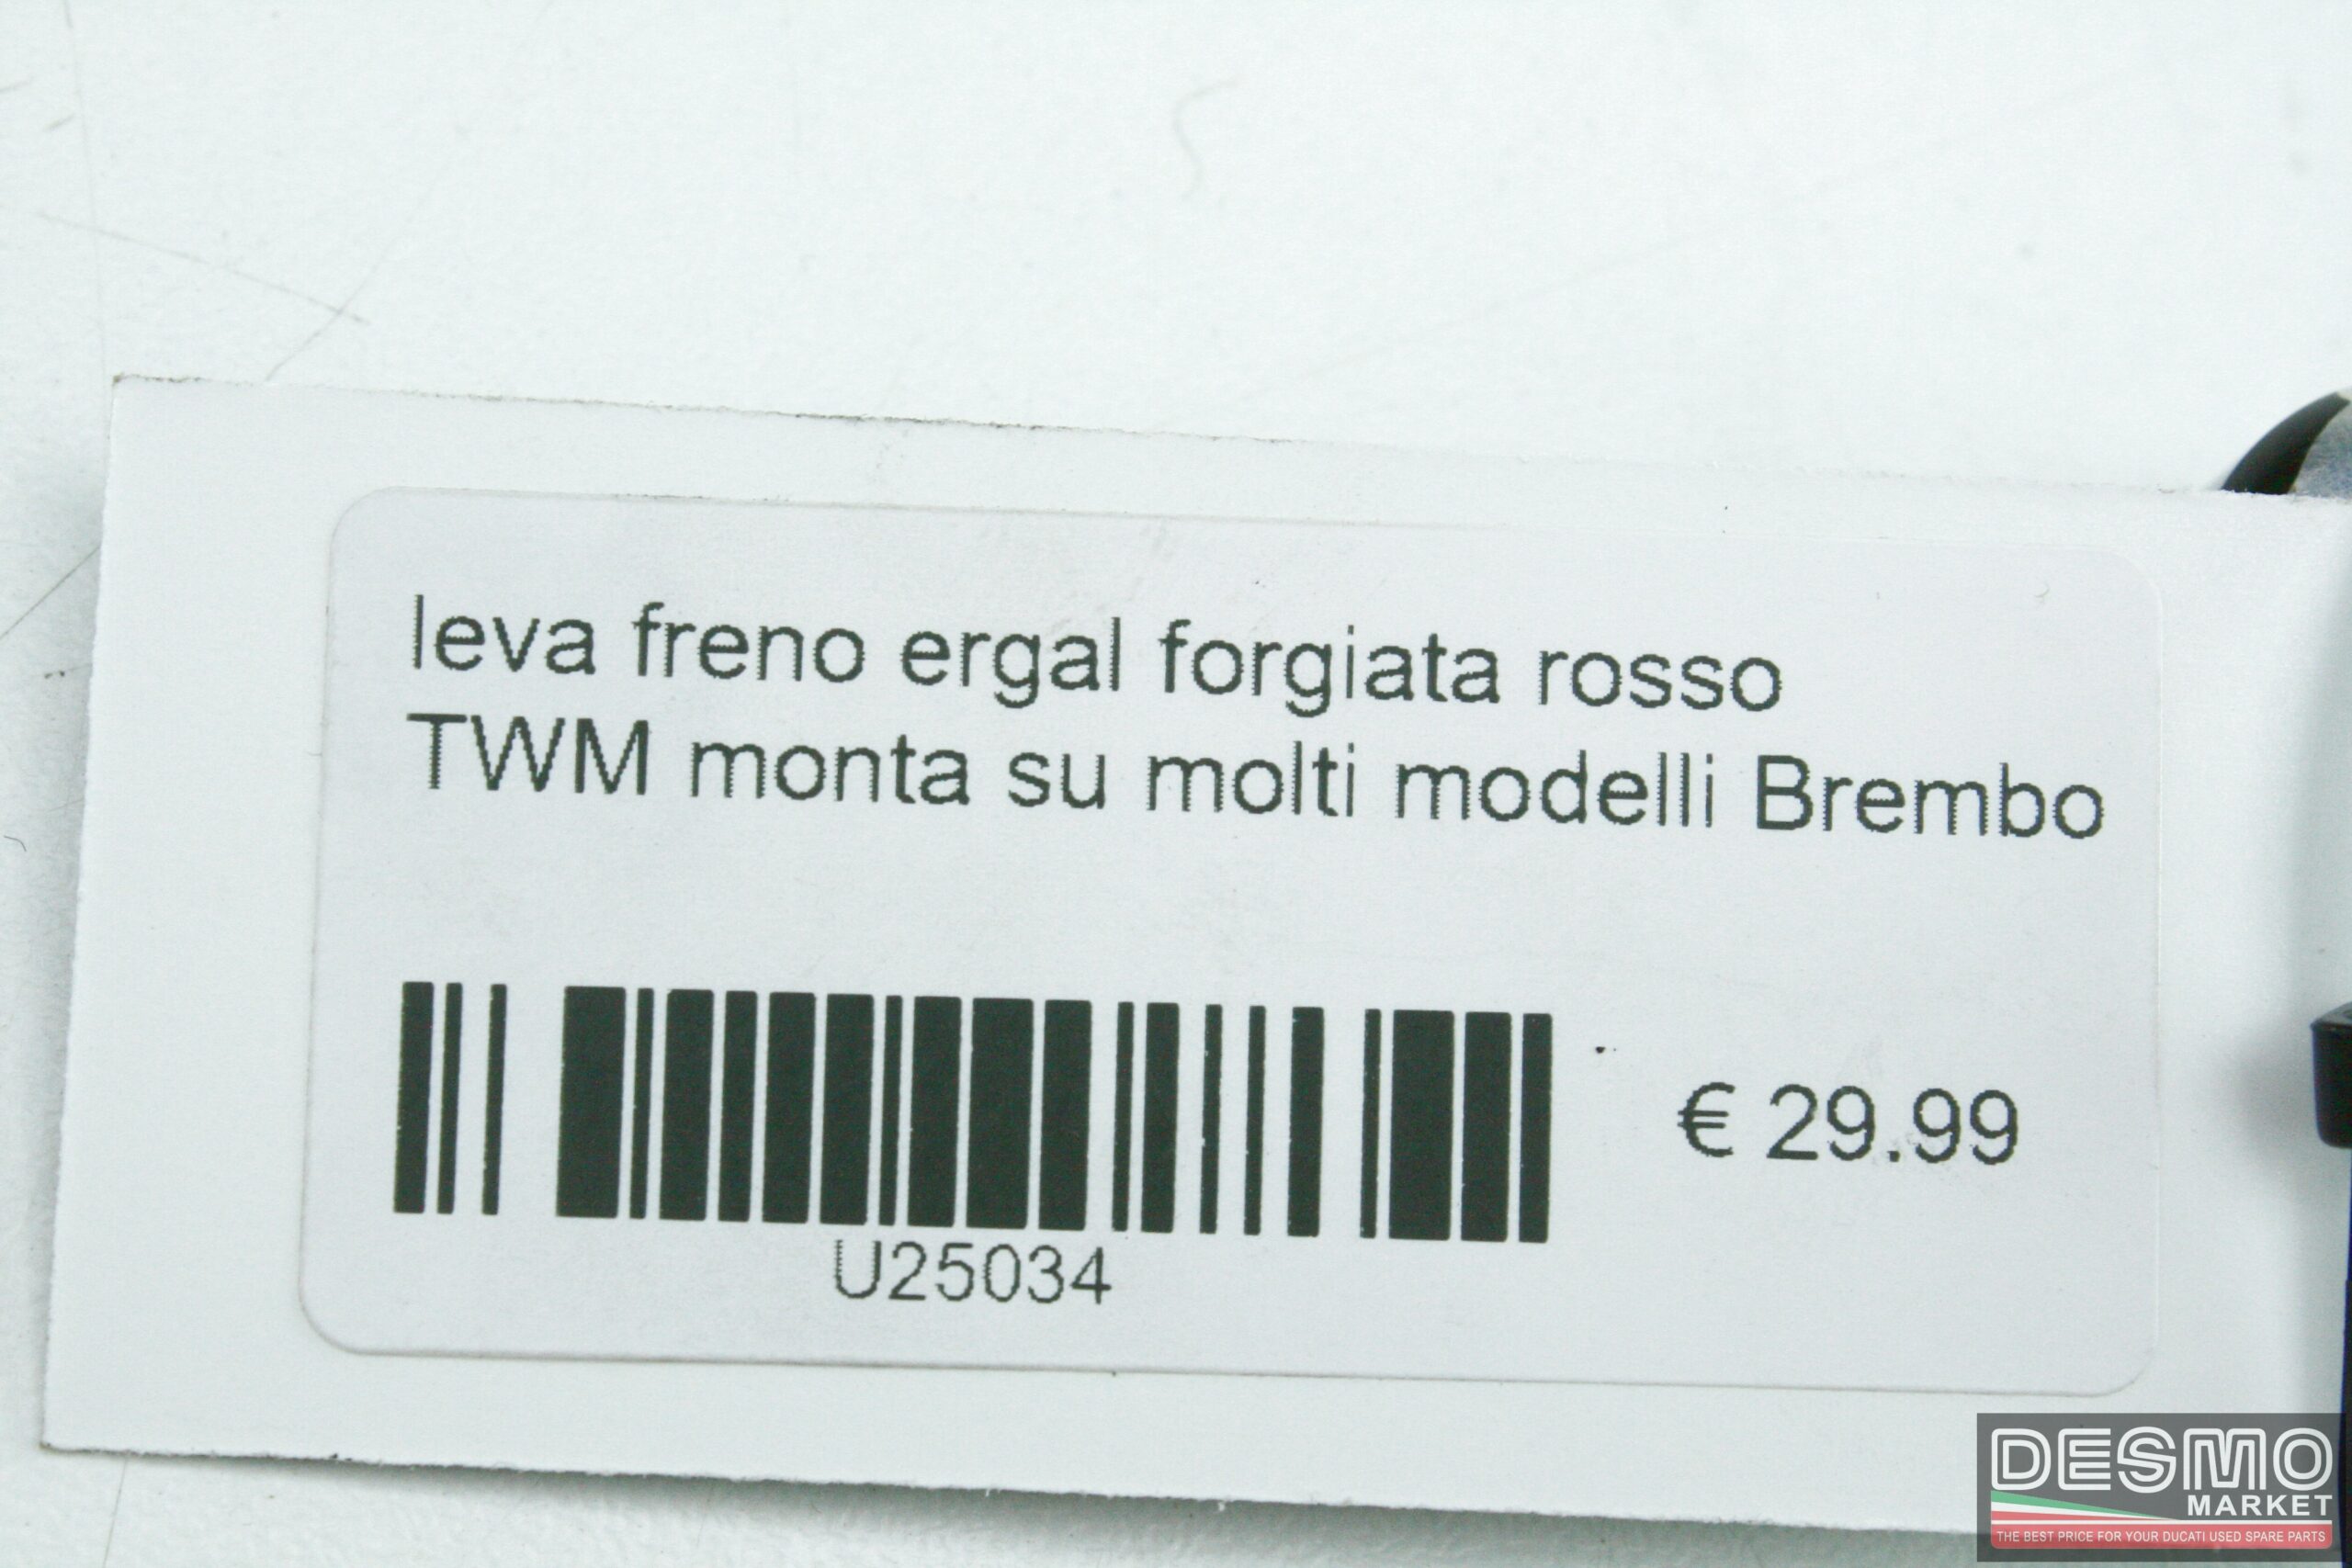 leva freno ergal forgiata rosso
TWM monta su molti modelli Brembo
€ 29.99
U25034
DESMO
MARKET
THE BEST PRICE FOR YOUR DUCATI USED SPARE PARTS